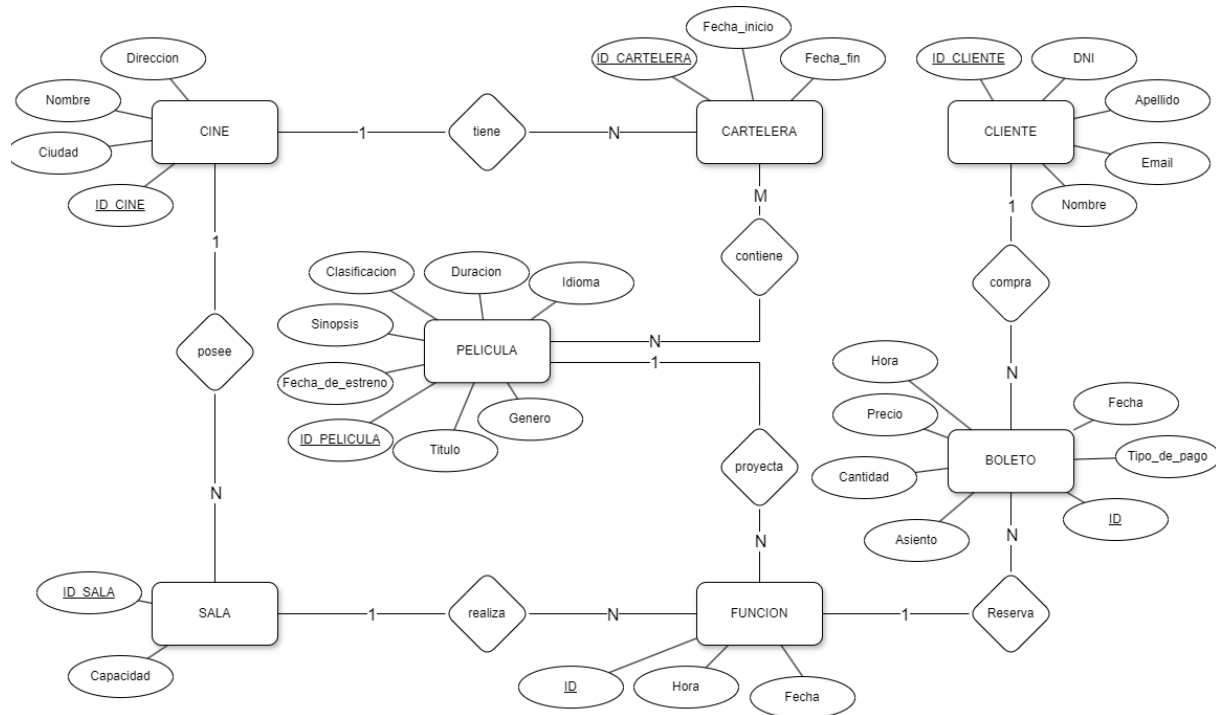 Direccion
Nombre
Ciudad
ID_CINE
CINE
1
tiene
N
Fecha_inicio
ID_CARTELERA
Fecha_fin
CARTELERA
ID_CLIENTE
DNI
Apellido
Email
Nombre
CLIENTE
1
M
1
contiene
compra
Clasificacion
Duracion
Idioma
Sinopsis
PELICULA
N
1
Fecha_de_estreno
ID_PELICULA
Titulo
Genero
posee
N
Hora
Precio
Fecha
Cantidad
BOLETO
Tipo_de_pago
Asiento
ID
proyecta
N
N
N
ID_SALA
SALA
Capacidad
1
realiza
N
FUNCION
1
Reserva
ID
Hora
Fecha